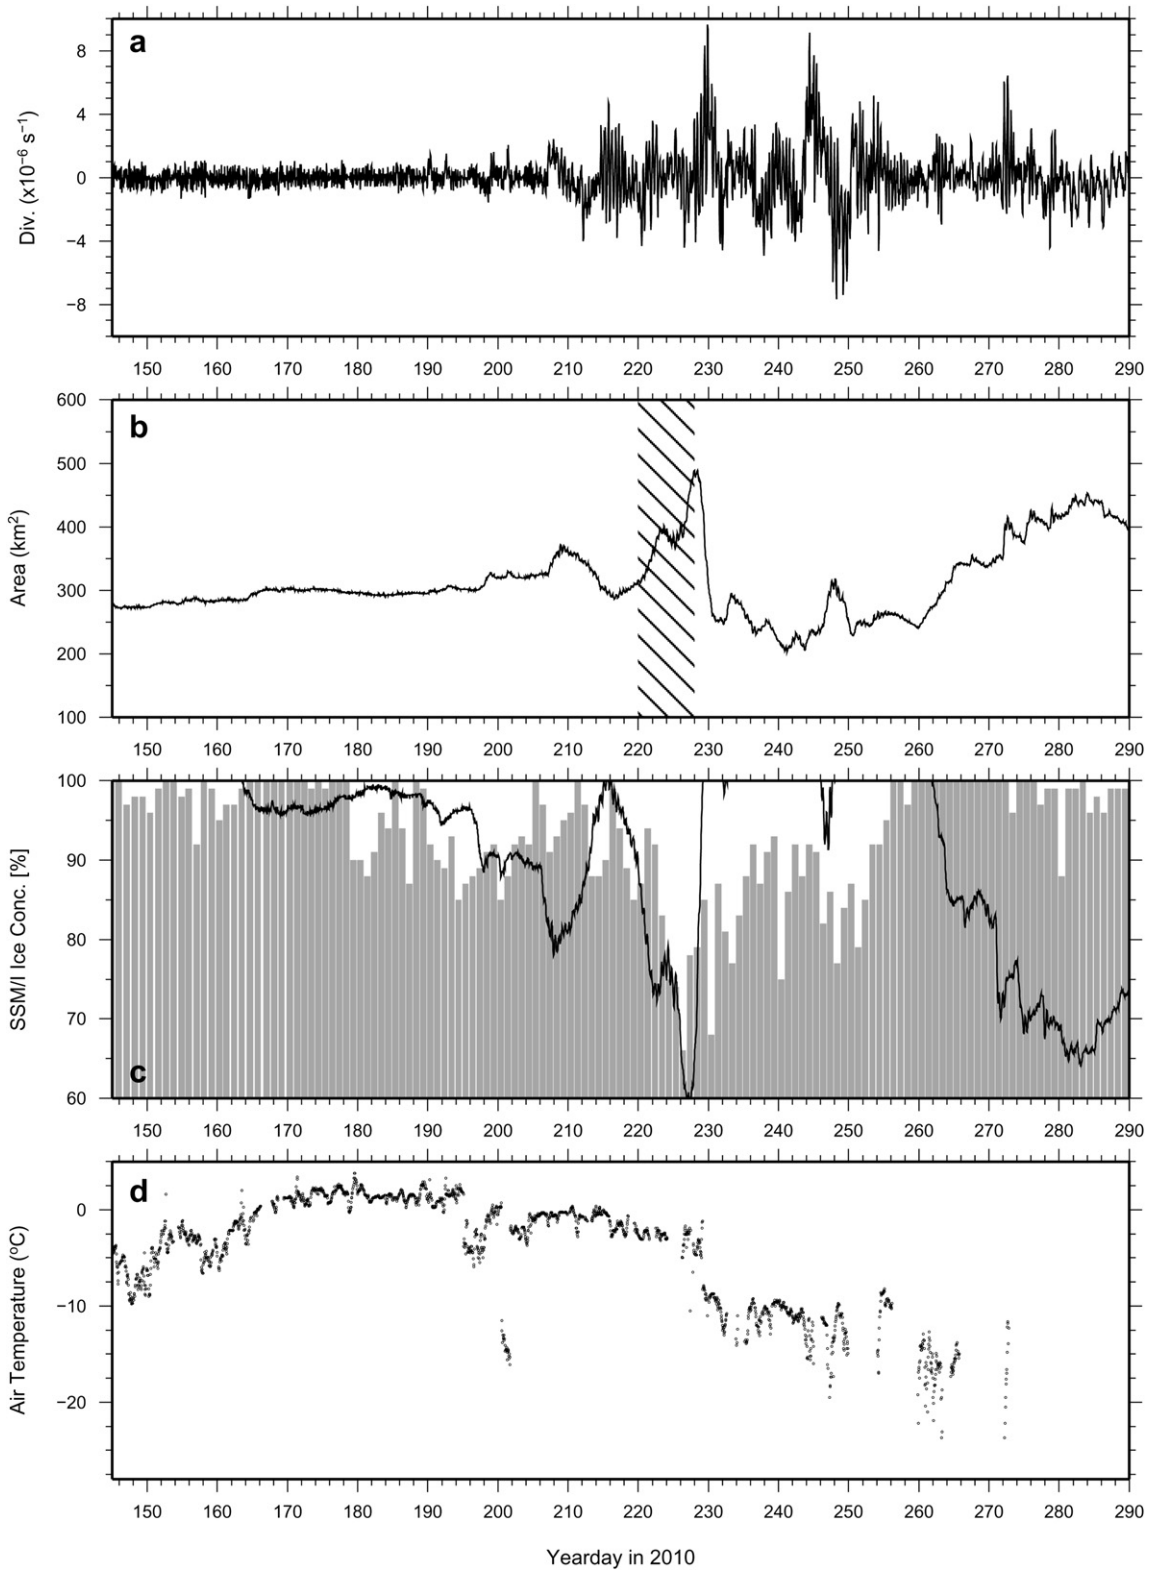 a
Div. (x10⁻⁶ s⁻¹)
8
4
0
−4
−8
150 160 170 180 190 200 210 220 230 240 250 260 270 280 290
b
Area (km²)
600
500
400
300
200
100
150 160 170 180 190 200 210 220 230 240 250 260 270 280 290
c
SSM/I Ice Conc. [%]
100
90
80
70
60
150 160 170 180 190 200 210 220 230 240 250 260 270 280 290
d
Air Temperature (°C)
0
−10
−20
150 160 170 180 190 200 210 220 230 240 250 260 270 280 290
Yearday in 2010